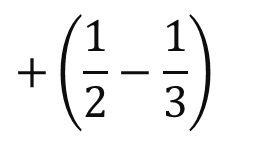 + (1/2 − 1/3)